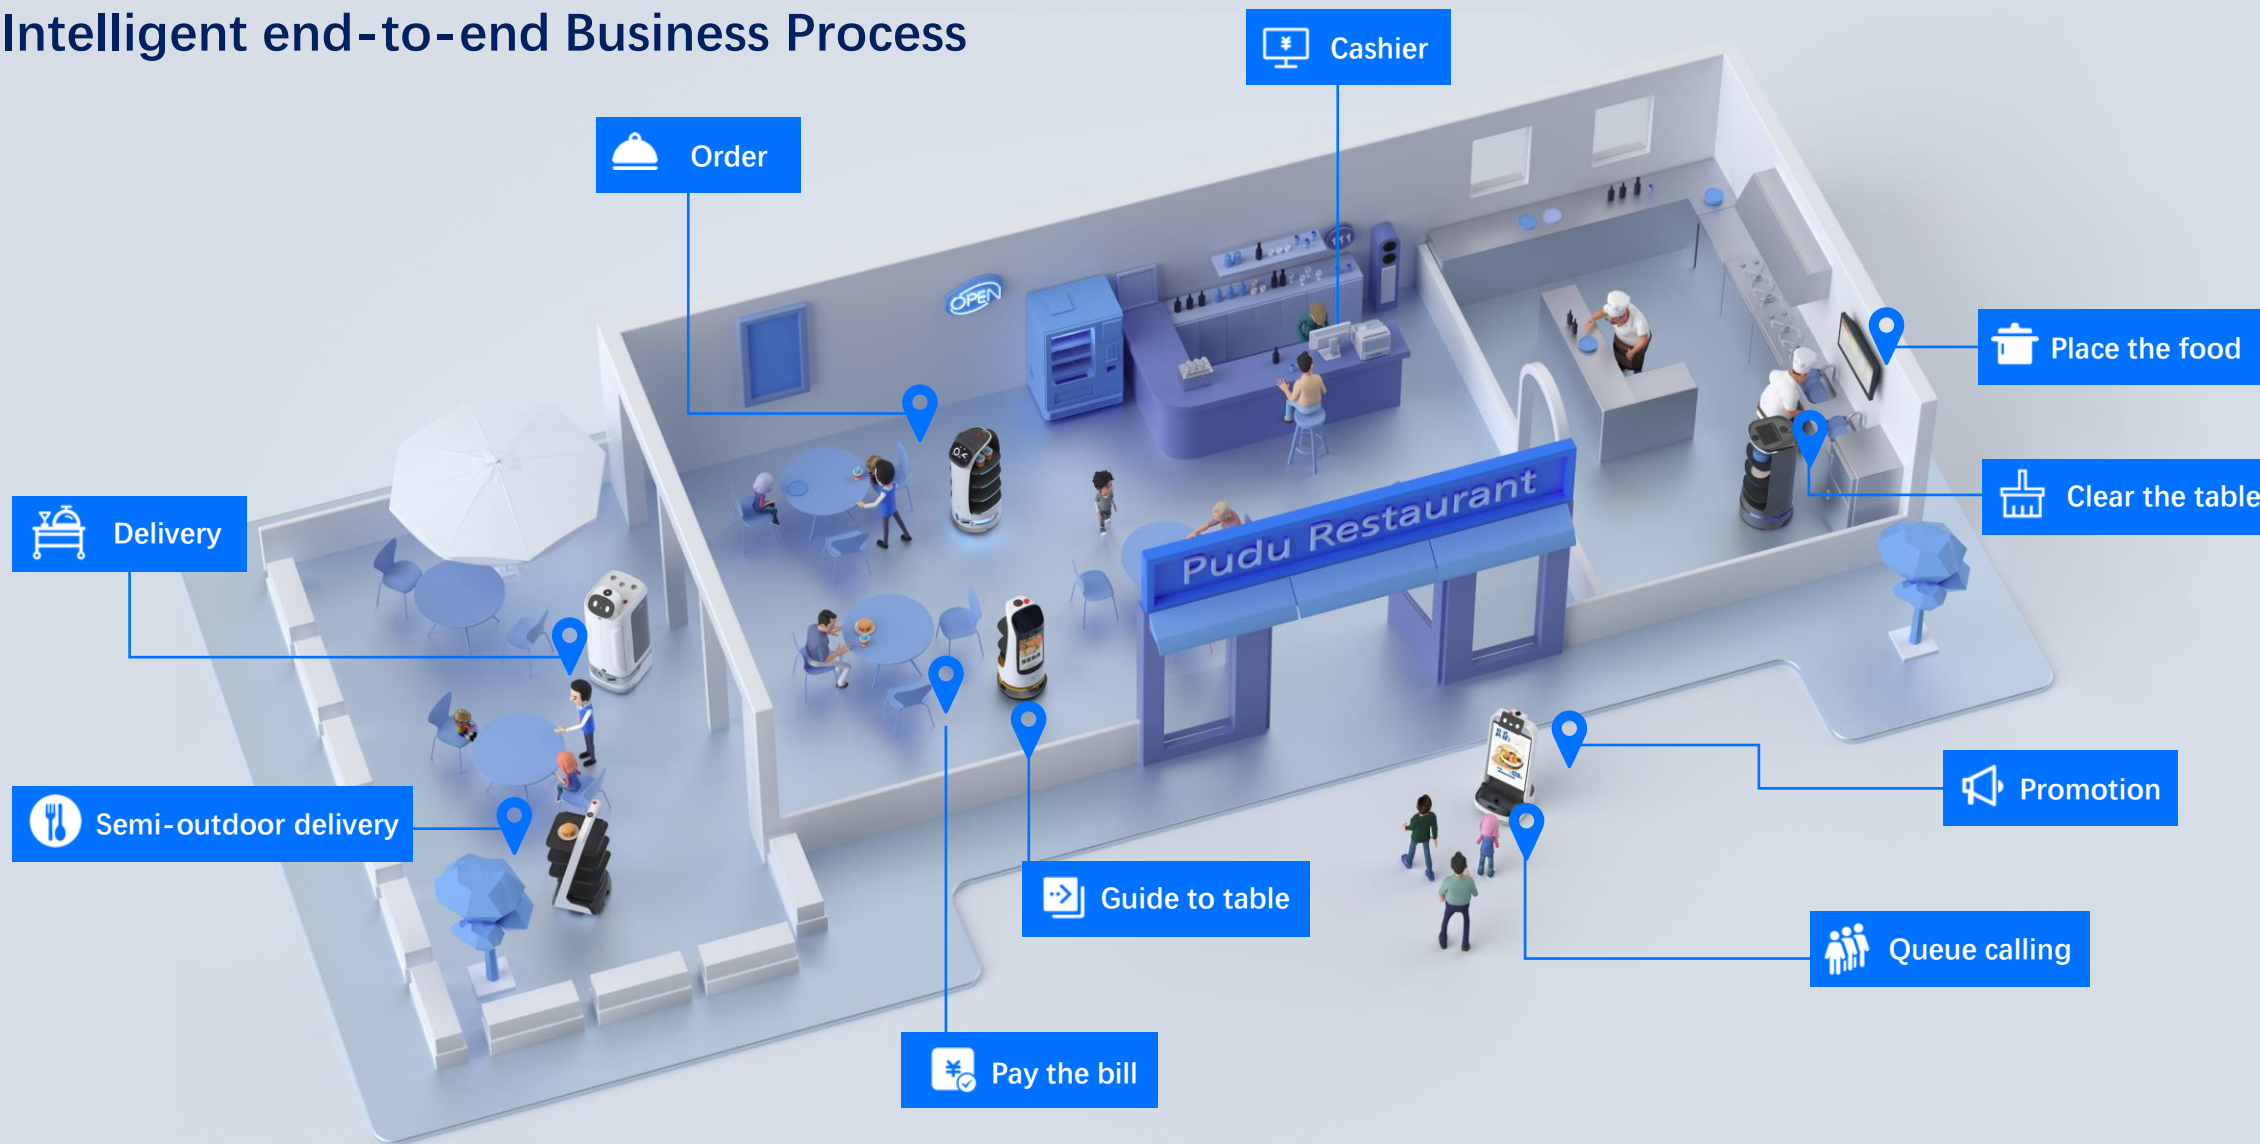 Intelligent end-to-end Business Process
Cashier
Order
OPEN
Place the food
Clear the table
Pudu Restaurant
Delivery
Promotion
Semi-outdoor delivery
Guide to table
Queue calling
Pay the bill